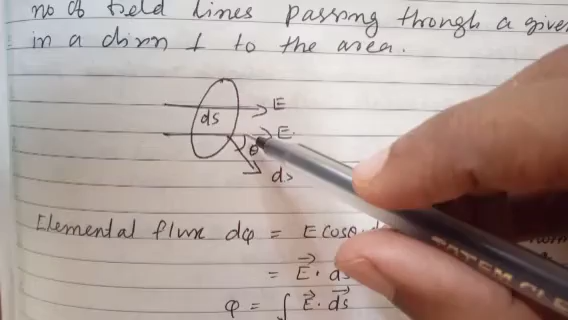 no of field lines passing through a given
in a dirxn ⊥ to the area.
ds
E
E.
θ
ds
Elemental flux dφ = E cosθ
= E⃗ . ds
φ = ∫ E⃗ . ds⃗